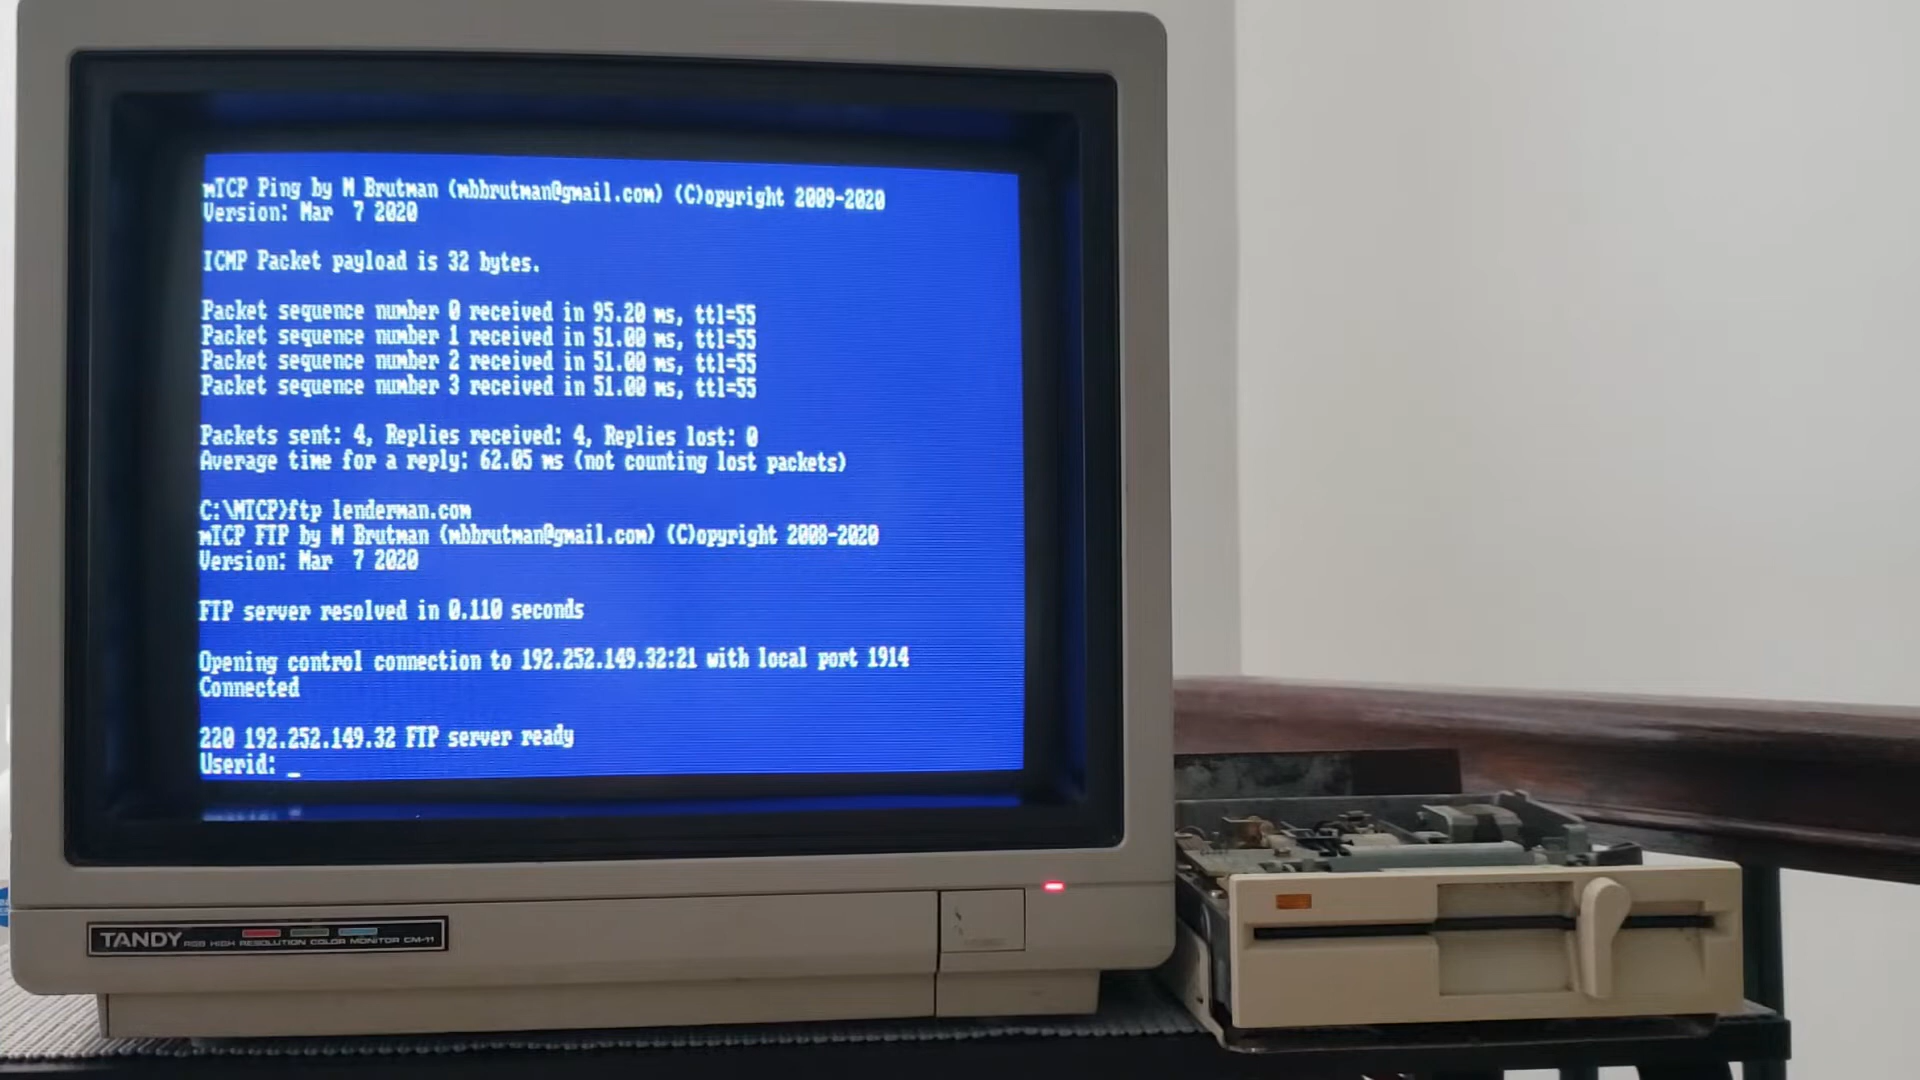 mTCP Ping by M Brutman (mbbrutman@gmail.com) (C)opyright 2009-2020
Version: Mar  7 2020
ICMP Packet payload is 32 bytes.
Packet sequence number 0 received in 95.20 ms, ttl=55
Packet sequence number 1 received in 51.00 ms, ttl=55
Packet sequence number 2 received in 51.00 ms, ttl=55
Packet sequence number 3 received in 51.00 ms, ttl=55
Packets sent: 4, Replies received: 4, Replies lost: 0
Average time for a reply: 62.05 ms (not counting lost packets)
C:\MTCP>ftp lenderman.com
mTCP FTP by M Brutman (mbbrutman@gmail.com) (C)opyright 2008-2020
Version: Mar  7 2020
FTP server resolved in 0.110 seconds
Opening control connection to 192.252.149.32:21 with local port 1914
Connected
220 192.252.149.32 FTP server ready
Userid: _
TANDY RGB HIGH RESOLUTION COLOR MONITOR CM-11